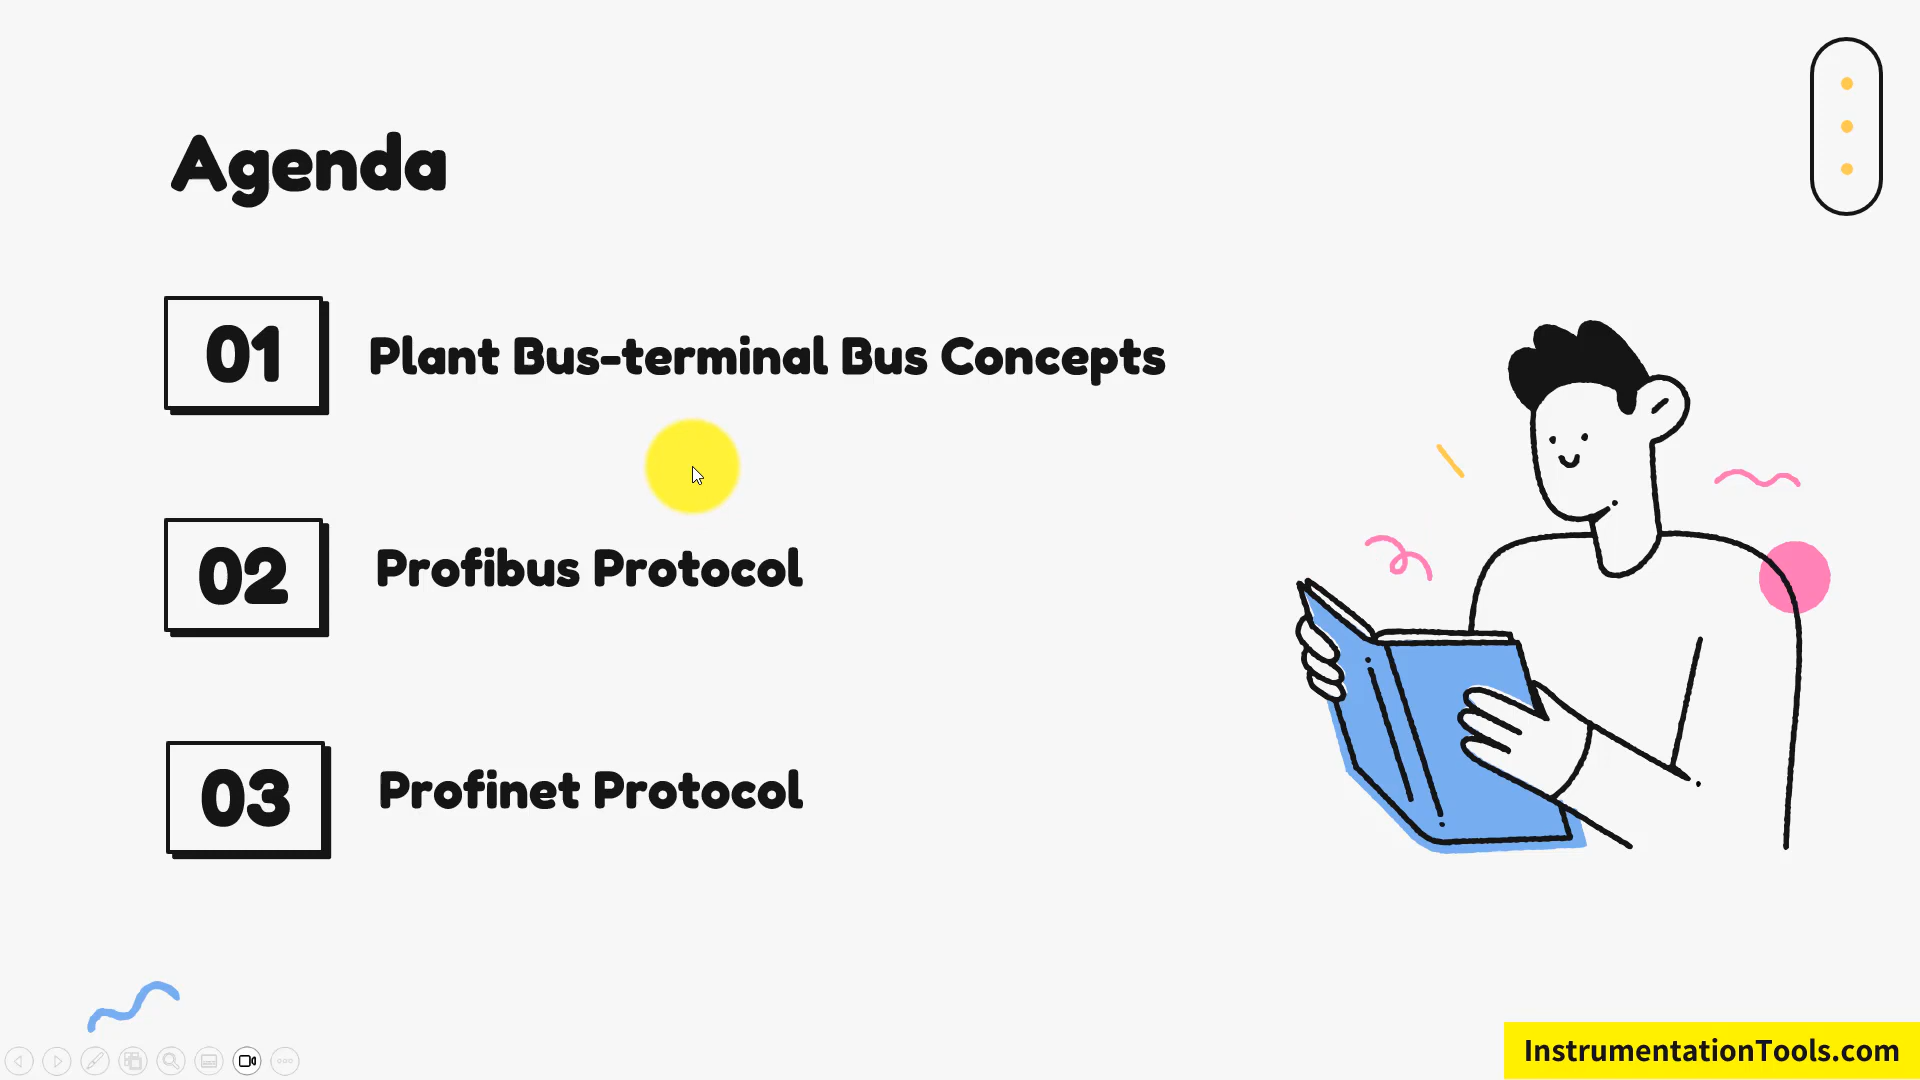 Agenda
01
Plant Bus-terminal Bus Concepts
02
Profibus Protocol
03
Profinet Protocol
InstrumentationTools.com